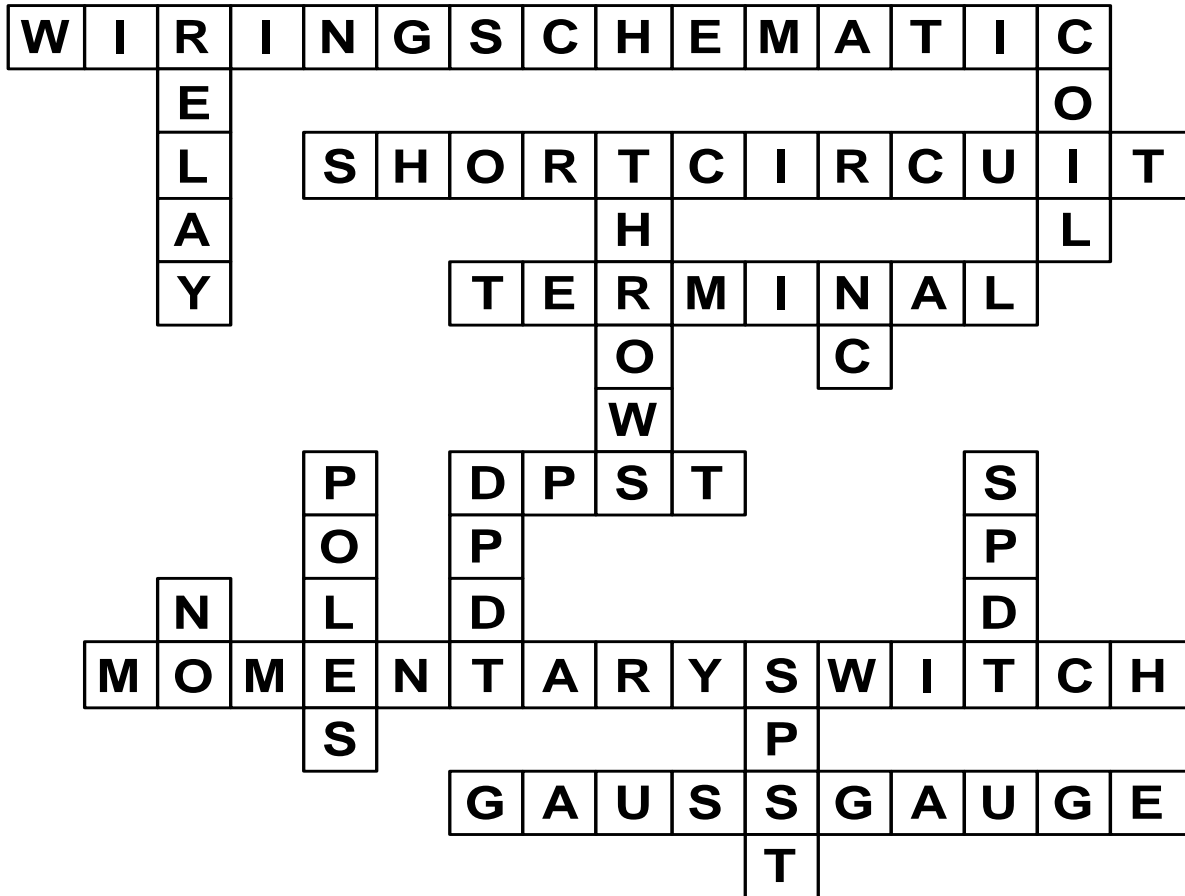 WIRINGSCHEMATIC
E O
L SHORTCIRCUIT
A H L
Y TERMINAL
O C
W
P DPST S
O P P
N L D D
MOMENTARYSWITCH
S P
GAUSSGAUGE
T